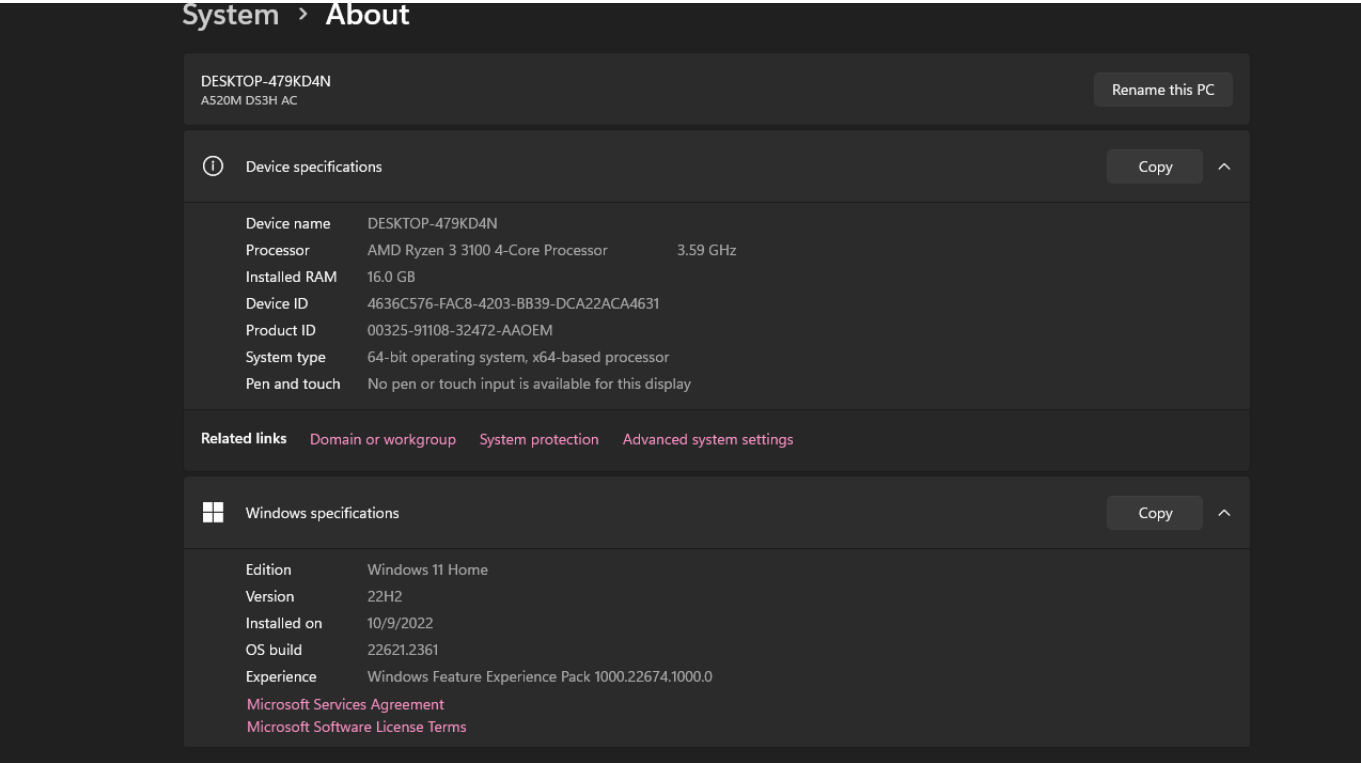 System > About
DESKTOP-479KD4N
A520M DS3H AC
Rename this PC
Device specifications
Copy
Device name DESKTOP-479KD4N
Processor AMD Ryzen 3 3100 4-Core Processor 3.59 GHz
Installed RAM 16.0 GB
Device ID 4636C576-FAC8-4203-BB39-DCA22ACA4631
Product ID 00325-91108-32472-AAOEM
System type 64-bit operating system, x64-based processor
Pen and touch No pen or touch input is available for this display
Related links Domain or workgroup System protection Advanced system settings
Windows specifications
Copy
Edition Windows 11 Home
Version 22H2
Installed on 10/9/2022
OS build 22621.2361
Experience Windows Feature Experience Pack 1000.22674.1000.0
Microsoft Services Agreement
Microsoft Software License Terms